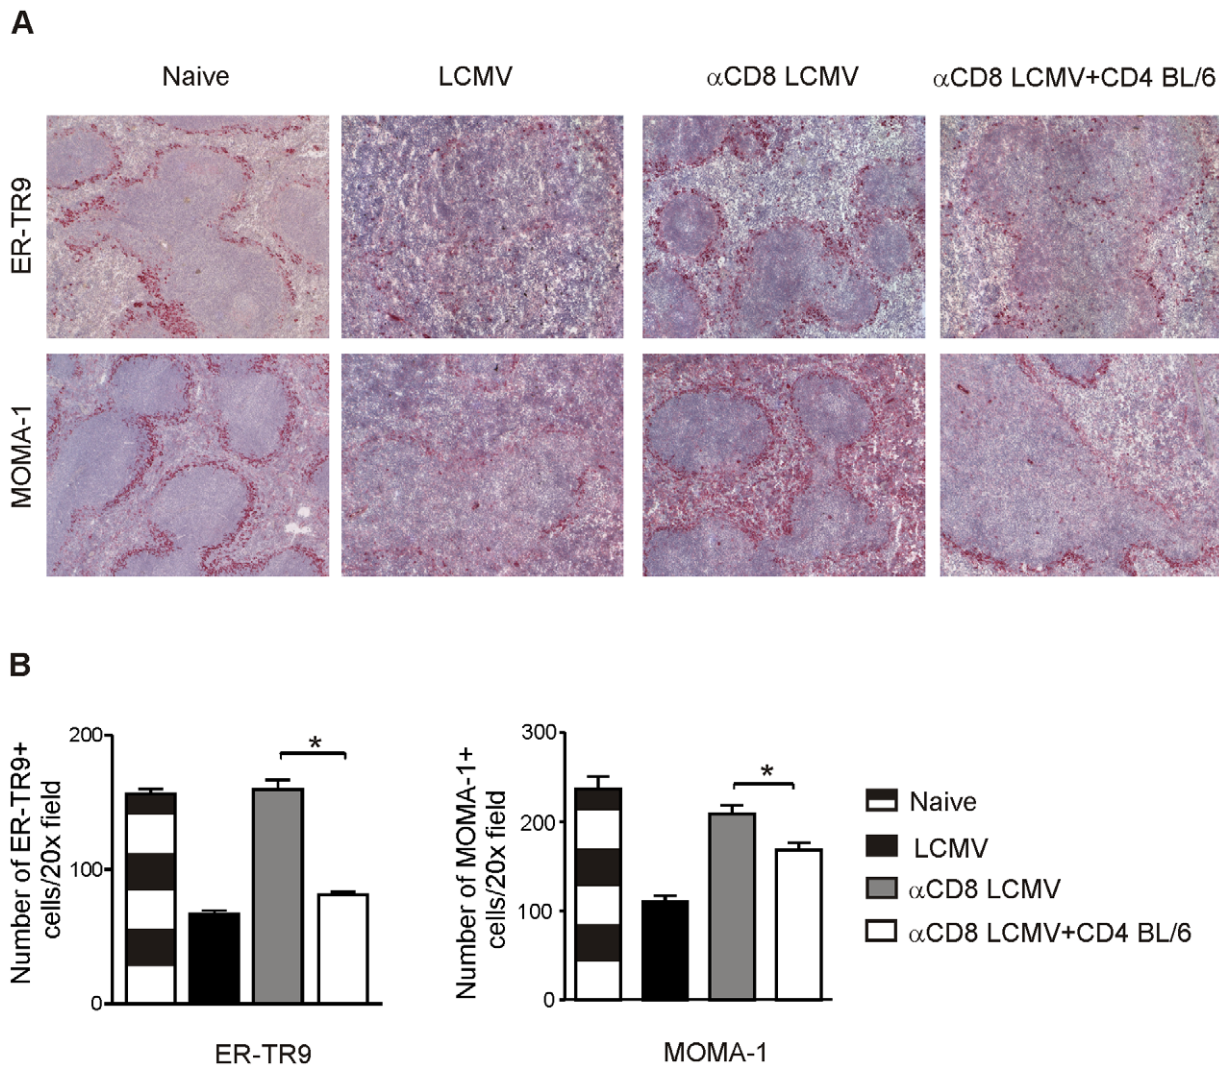 A
Naive LCMV αCD8 LCMV αCD8 LCMV+CD4 BL/6
ER-TR9
MOMA-1
B
Number of ER-TR9+
cells/20x field
200
100
0
*
ER-TR9
Number of MOMA-1+
cells/20x field
300
200
100
0
*
MOMA-1
Naive
LCMV
αCD8 LCMV
αCD8 LCMV+CD4 BL/6